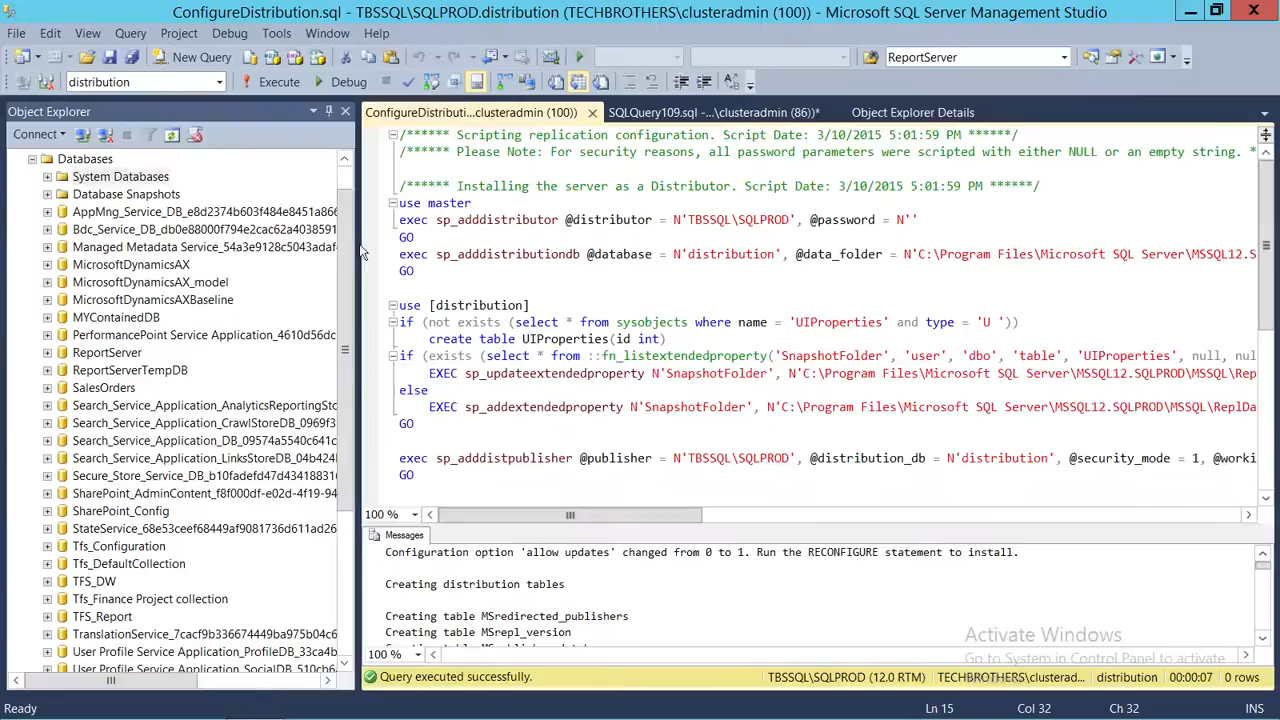 ConfigureDistribution.sql - TBSSQL\SQLPROD.distribution (TECHBROTHERS\clusteradmin (100)) - Microsoft SQL Server Management Studio
File Edit View Query Project Debug Tools Window Help
New Query ReportServer
distribution Execute Debug
Object Explorer
Connect
Databases
System Databases
Database Snapshots
AppMng_Service_DB_e8d2374b603f484e8451a866
Bdc_Service_DB_db0e88000f794e2cac62a4038591
Managed Metadata Service_54a3e9128c5043adaf
MicrosoftDynamicsAX
MicrosoftDynamicsAX_model
MicrosoftDynamicsAXBaseline
MYContainedDB
PerformancePoint Service Application_4610d56dc
ReportServer
ReportServerTempDB
SalesOrders
Search_Service_Application_AnalyticsReportingSto
Search_Service_Application_CrawlStoreDB_0969f3
Search_Service_Application_DB_09574a5540c641c
Search_Service_Application_LinksStoreDB_04b424
Secure_Store_Service_DB_b10fadefd47d43418831
SharePoint_AdminContent_f8f000df-e02d-4f19-94
SharePoint_Config
StateService_68e53ceef68449af9081736d611ad26
Tfs_Configuration
Tfs_DefaultCollection
TFS_DW
Tfs_Finance Project collection
TFS_Report
TranslationService_7cacf9b336674449ba975b04c6
User Profile Service Application_ProfileDB_33ca4b
User Profile Service Application_SocialDB_510cb6
ConfigureDistributi...clusteradmin (100)) SQLQuery109.sql -...\clusteradmin (86))* Object Explorer Details
/****** Scripting replication configuration. Script Date: 3/10/2015 5:01:59 PM ******/
/****** Please Note: For security reasons, all password parameters were scripted with either NULL or an empty string. *
/****** Installing the server as a Distributor. Script Date: 3/10/2015 5:01:59 PM ******/
use master
exec sp_adddistributor @distributor = N'TBSSQL\SQLPROD', @password = N''
GO
exec sp_adddistributiondb @database = N'distribution', @data_folder = N'C:\Program Files\Microsoft SQL Server\MSSQL12.S
GO
use [distribution]
if (not exists (select * from sysobjects where name = 'UIProperties' and type = 'U '))
create table UIProperties(id int)
if (exists (select * from ::fn_listextendedproperty('SnapshotFolder', 'user', 'dbo', 'table', 'UIProperties', null, nul
EXEC sp_updateextendedproperty N'SnapshotFolder', N'C:\Program Files\Microsoft SQL Server\MSSQL12.SQLPROD\MSSQL\Rep
else
EXEC sp_addextendedproperty N'SnapshotFolder', N'C:\Program Files\Microsoft SQL Server\MSSQL12.SQLPROD\MSSQL\ReplDa
GO
exec sp_adddistpublisher @publisher = N'TBSSQL\SQLPROD', @distribution_db = N'distribution', @security_mode = 1, @worki
GO
100 %
Messages
Configuration option 'allow updates' changed from 0 to 1. Run the RECONFIGURE statement to install.
Creating distribution tables
Creating table MSredirected_publishers
Creating table MSrepl_version
Activate Windows
Go to System in Control Panel to activate
100 %
Query executed successfully. TBSSQL\SQLPROD (12.0 RTM) TECHBROTHERS\clusterad... distribution 00:00:07 0 rows
Ready Ln 15 Col 32 Ch 32 INS